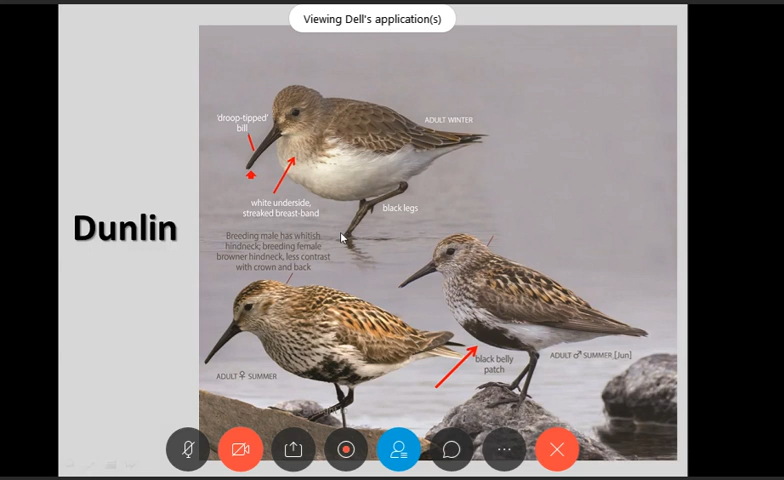 Viewing Dell's application(s)
'droop-tipped'
bill
ADULT WINTER
white underside,
streaked breast-band
black legs
Dunlin
Breeding male has whitish
hindneck; breeding female
browner hindneck, less contrast
with crown and back
black belly
patch
ADULT ♂ SUMMER [Jun]
ADULT ♀ SUMMER